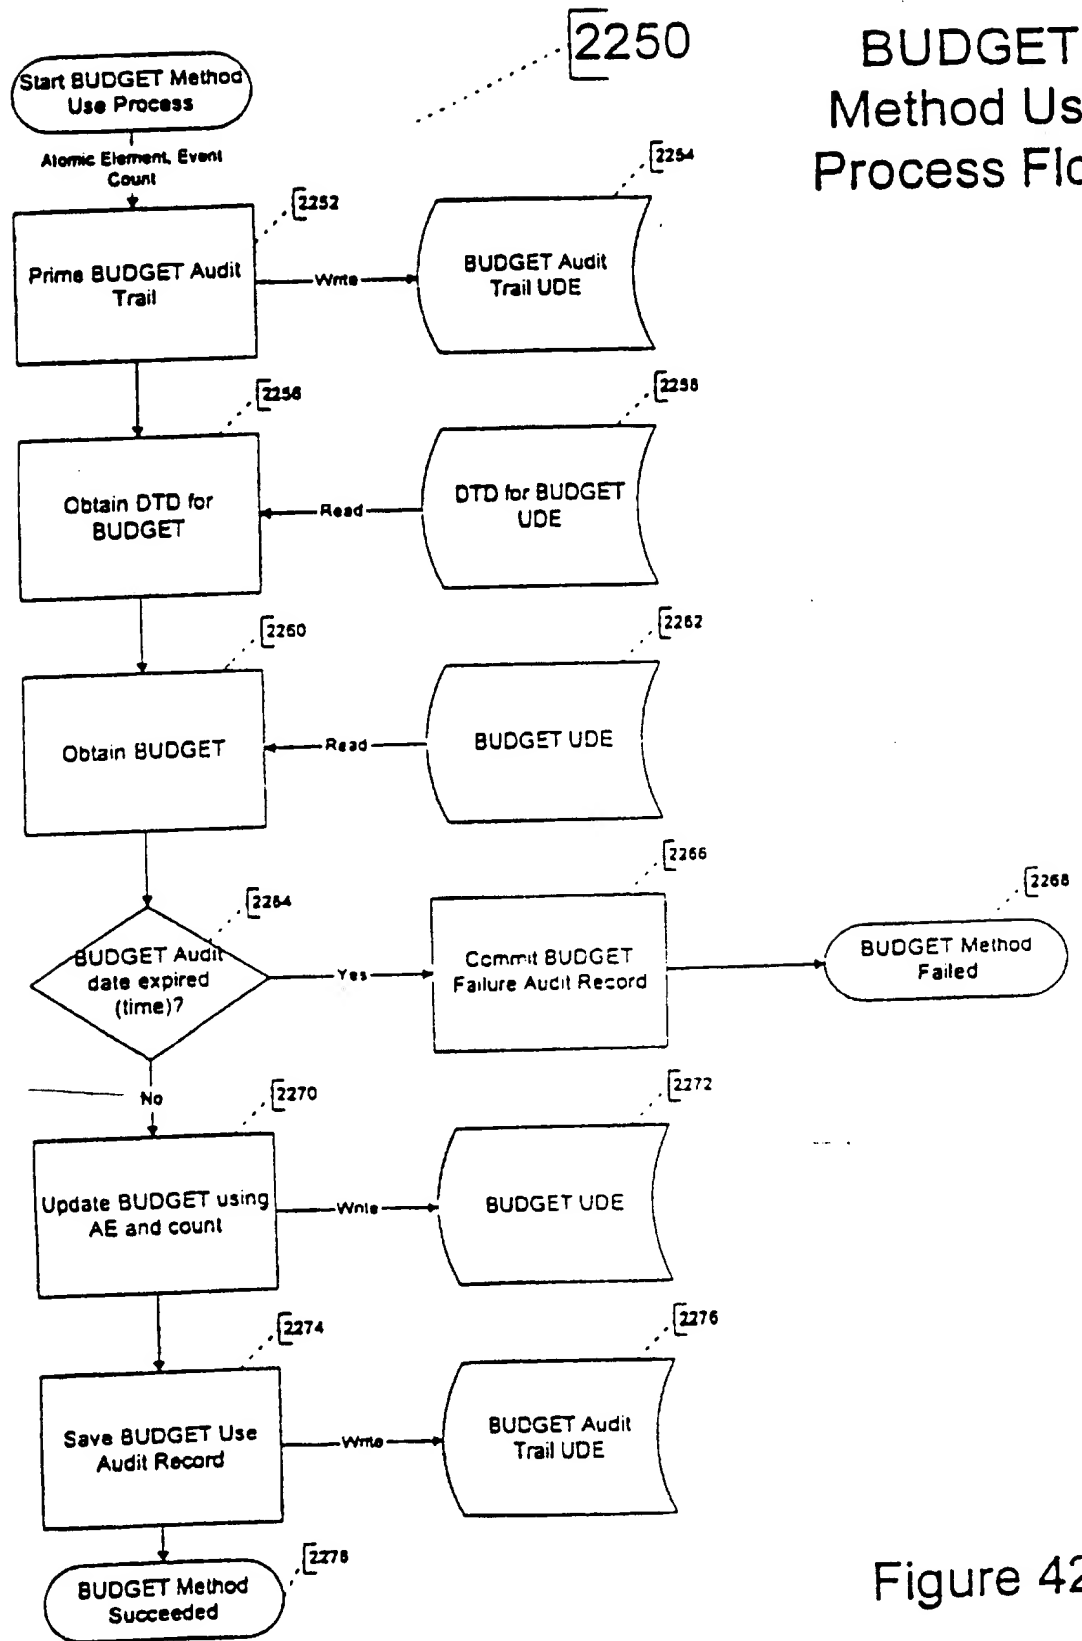 2250
BUDGET
Method Us
Process Flo
Start BUDGET Method
Use Process
Atomic Element, Event
Count
2252
2254
Prime BUDGET Audit
Trail
Write
BUDGET Audit
Trail UDE
2256
2258
Obtain DTD for
BUDGET
Read
DTD for BUDGET
UDE
2260
2262
Obtain BUDGET
Read
BUDGET UDE
2264
2266
2268
BUDGET Audit
date expired
(time)?
Yes
Commit BUDGET
Failure Audit Record
BUDGET Method
Failed
No
2270
2272
Update BUDGET using
AE and count
Write
BUDGET UDE
2274
2276
Save BUDGET Use
Audit Record
Write
BUDGET Audit
Trail UDE
2278
BUDGET Method
Succeeded
Figure 42